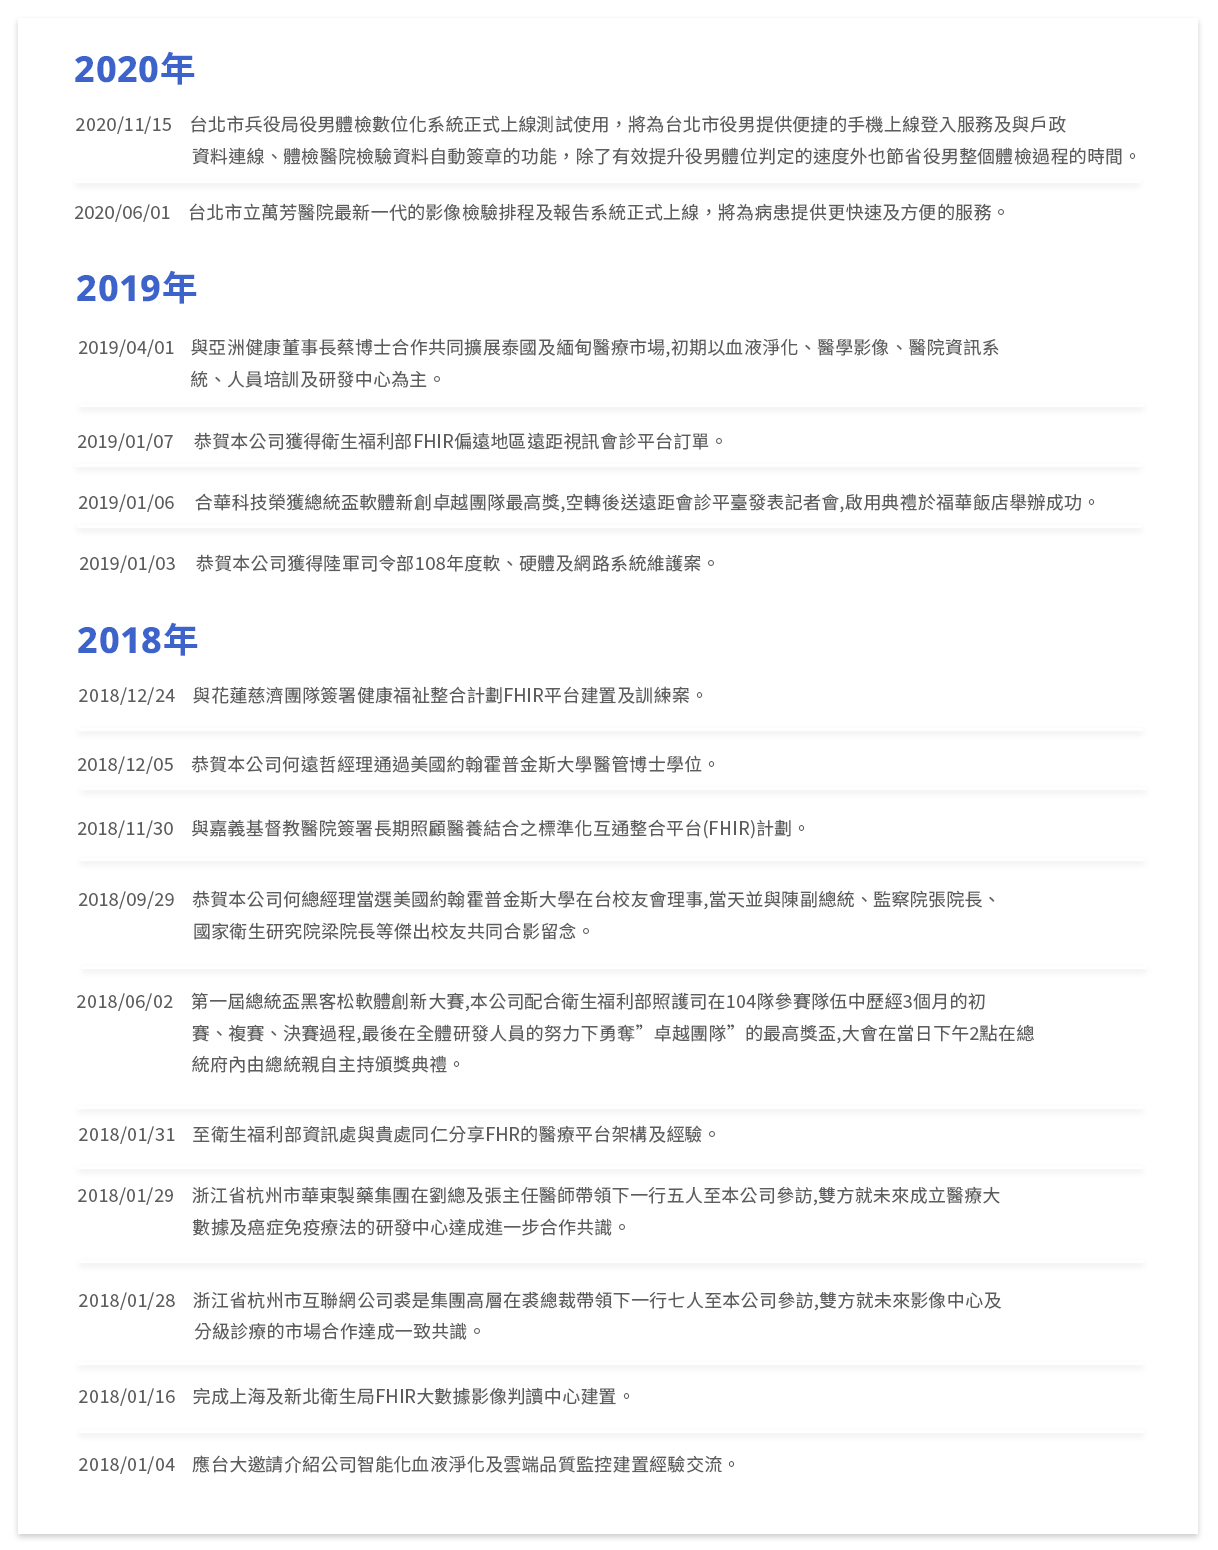 2020年
2020/11/15 台北市兵役局役男體檢數位化系統正式上線測試使用，將為台北市役男提供便捷的手機上線登入服務及與戶政
資料連線、體檢醫院檢驗資料自動簽章的功能，除了有效提升役男體位判定的速度外也節省役男整個體檢過程的時間。
2020/06/01 台北市立萬芳醫院最新一代的影像檢驗排程及報告系統正式上線，將為病患提供更快速及方便的服務。
2019年
2019/04/01 與亞洲健康董事長蔡博士合作共同擴展泰國及緬甸醫療市場,初期以血液淨化、醫學影像、醫院資訊系
統、人員培訓及研發中心為主。
2019/01/07 恭賀本公司獲得衛生福利部FHIR偏遠地區遠距視訊會診平台訂單。
2019/01/06 合華科技榮獲總統盃軟體新創卓越團隊最高獎,空轉後送遠距會診平臺發表記者會,啟用典禮於福華飯店舉辦成功。
2019/01/03 恭賀本公司獲得陸軍司令部108年度軟、硬體及網路系統維護案。
2018年
2018/12/24 與花蓮慈濟團隊簽署健康福祉整合計劃FHIR平台建置及訓練案。
2018/12/05 恭賀本公司何遠哲經理通過美國約翰霍普金斯大學醫管博士學位。
2018/11/30 與嘉義基督教醫院簽署長期照顧醫養結合之標準化互通整合平台(FHIR)計劃。
2018/09/29 恭賀本公司何總經理當選美國約翰霍普金斯大學在台校友會理事,當天並與陳副總統、監察院張院長、
國家衛生研究院梁院長等傑出校友共同合影留念。
2018/06/02 第一屆總統盃黑客松軟體創新大賽,本公司配合衛生福利部照護司在104隊參賽隊伍中歷經3個月的初
賽、複賽、決賽過程,最後在全體研發人員的努力下勇奪”卓越團隊”的最高獎盃,大會在當日下午2點在總
統府內由總統親自主持頒獎典禮。
2018/01/31 至衛生福利部資訊處與貴處同仁分享FHR的醫療平台架構及經驗。
2018/01/29 浙江省杭州市華東製藥集團在劉總及張主任醫師帶領下一行五人至本公司參訪,雙方就未來成立醫療大
數據及癌症免疫療法的研發中心達成進一步合作共識。
2018/01/28 浙江省杭州市互聯網公司裘是集團高層在裘總裁帶領下一行七人至本公司參訪,雙方就未來影像中心及
分級診療的市場合作達成一致共識。
2018/01/16 完成上海及新北衛生局FHIR大數據影像判讀中心建置。
2018/01/04 應台大邀請介紹公司智能化血液淨化及雲端品質監控建置經驗交流。